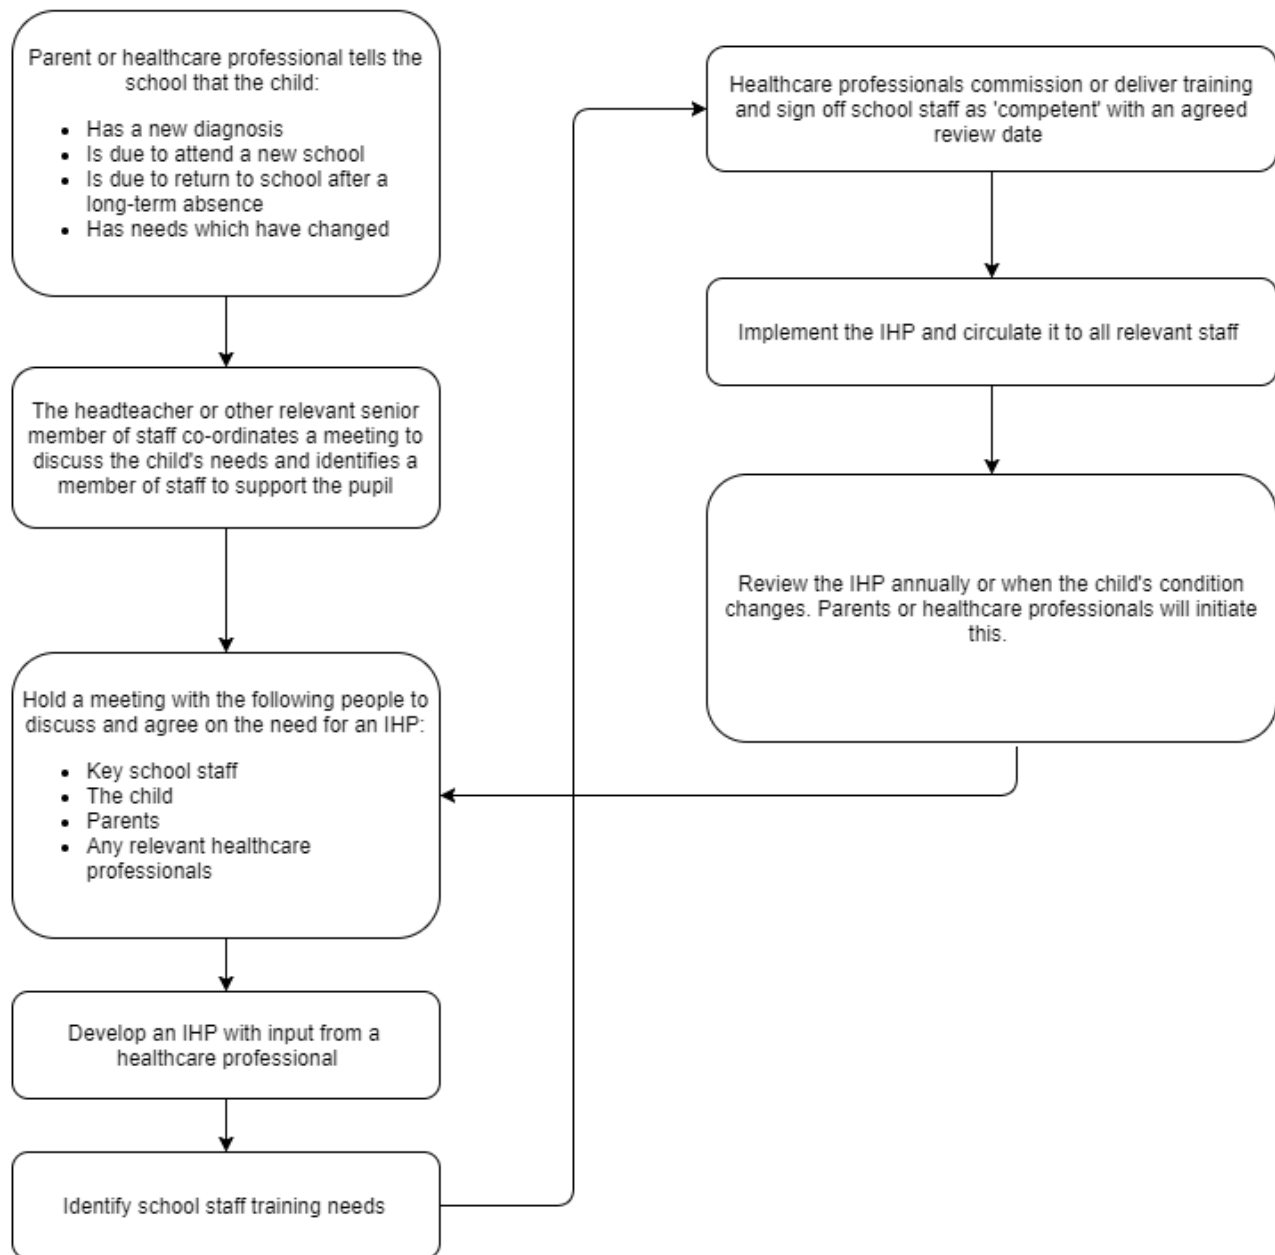 Parent or healthcare professional tells the
school that the child:
• Has a new diagnosis
• Is due to attend a new school
• Is due to return to school after a
long-term absence
• Has needs which have changed
The headteacher or other relevant senior
member of staff co-ordinates a meeting to
discuss the child's needs and identifies a
member of staff to support the pupil
Hold a meeting with the following people to
discuss and agree on the need for an IHP:
• Key school staff
• The child
• Parents
• Any relevant healthcare
professionals
Develop an IHP with input from a
healthcare professional
Identify school staff training needs
Healthcare professionals commission or deliver training
and sign off school staff as 'competent' with an agreed
review date
Implement the IHP and circulate it to all relevant staff
Review the IHP annually or when the child's condition
changes. Parents or healthcare professionals will initiate
this.